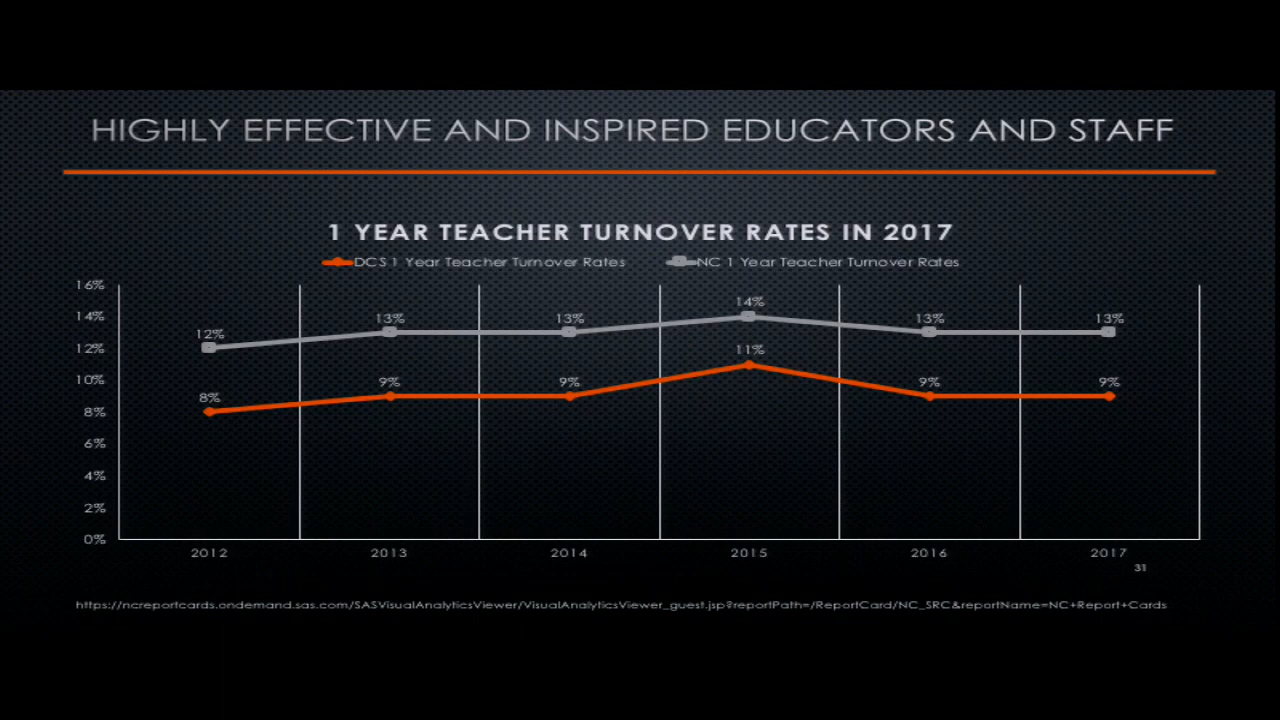 HIGHLY EFFECTIVE AND INSPIRED EDUCATORS AND STAFF
1 YEAR TEACHER TURNOVER RATES IN 2017
DCS 1 Year Teacher Turnover Rates NC 1 Year Teacher Turnover Rates
16%
14%
14%
13% 13% 13% 13%
12%
12%
11%
10%
9% 9% 9% 9%
8%
8%
6%
4%
2%
0%
2012 2013 2014 2015 2016 2017
31
https://ncreportcards.ondemand.sas.com/SASVisualAnalyticsViewer/VisualAnalyticsViewer_guest.jsp?reportPath=/ReportCard/NC_SRC&reportName=NC+Report+Cards